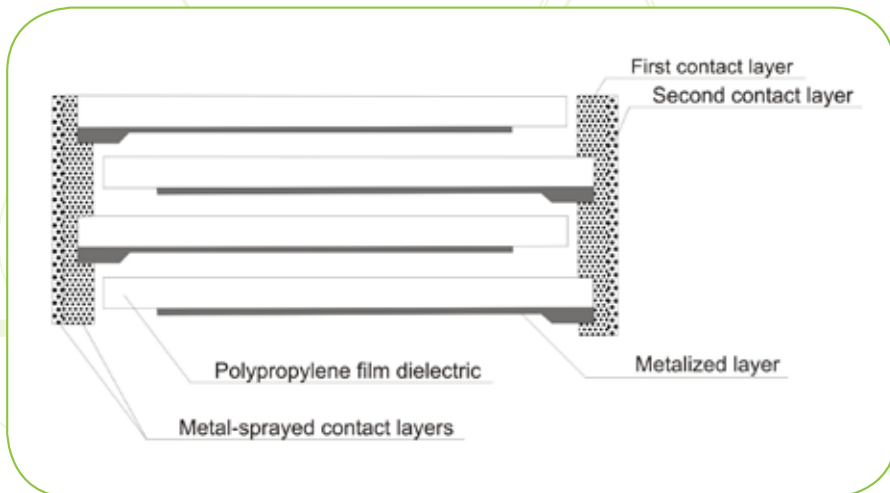 First contact layer
Second contact layer
Polypropylene film dielectric
Metalized layer
Metal-sprayed contact layers